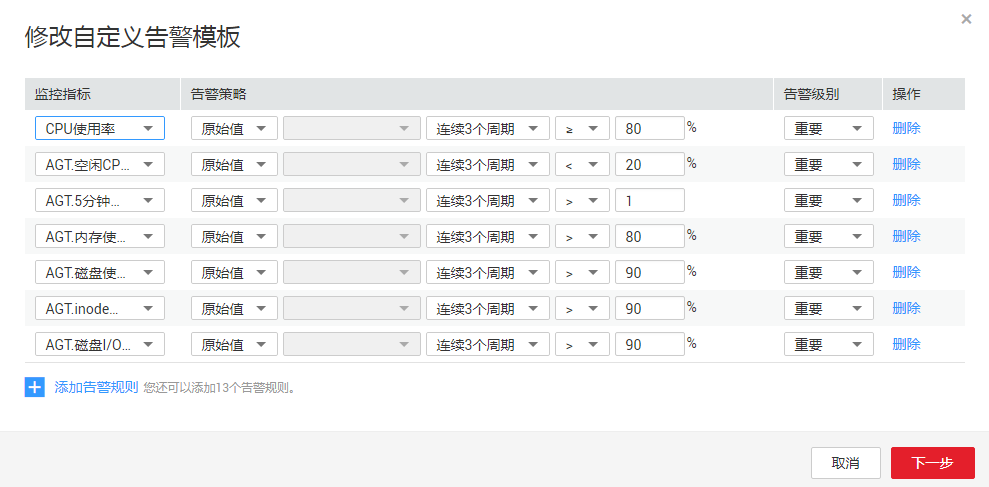 修改自定义告警模板
监控指标 告警策略 告警级别 操作
CPU使用率 原始值 连续3个周期 ≥ 80 % 重要 删除
AGT.空闲CP... 原始值 连续3个周期 < 20 % 重要 删除
AGT.5分钟... 原始值 连续3个周期 > 1 重要 删除
AGT.内存使... 原始值 连续3个周期 > 80 % 重要 删除
AGT.磁盘使... 原始值 连续3个周期 > 90 % 重要 删除
AGT.inode... 原始值 连续3个周期 > 90 % 重要 删除
AGT.磁盘I/O... 原始值 连续3个周期 > 90 重要 删除
添加告警规则 您还可以添加13个告警规则。
取消 下一步